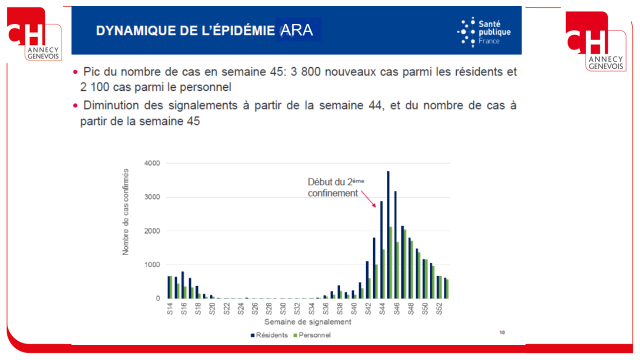 CH
ANNECY
GENEVOIS
DYNAMIQUE DE L'ÉPIDÉMIE ARA
Santé
publique
France
CH
ANNECY
GENEVOIS
• Pic du nombre de cas en semaine 45: 3 800 nouveaux cas parmi les résidents et
2 100 cas parmi le personnel
• Diminution des signalements à partir de la semaine 44, et du nombre de cas à
partir de la semaine 45
Nombre de cas confirmés
4000
3000
2000
1000
0
Début du 2ème
confinement
S14 S16 S18 S20 S22 S24 S26 S28 S30 S32 S34 S36 S38 S40 S42 S44 S46 S48 S50 S52
Semaine de signalement
Résidents Personnel
10